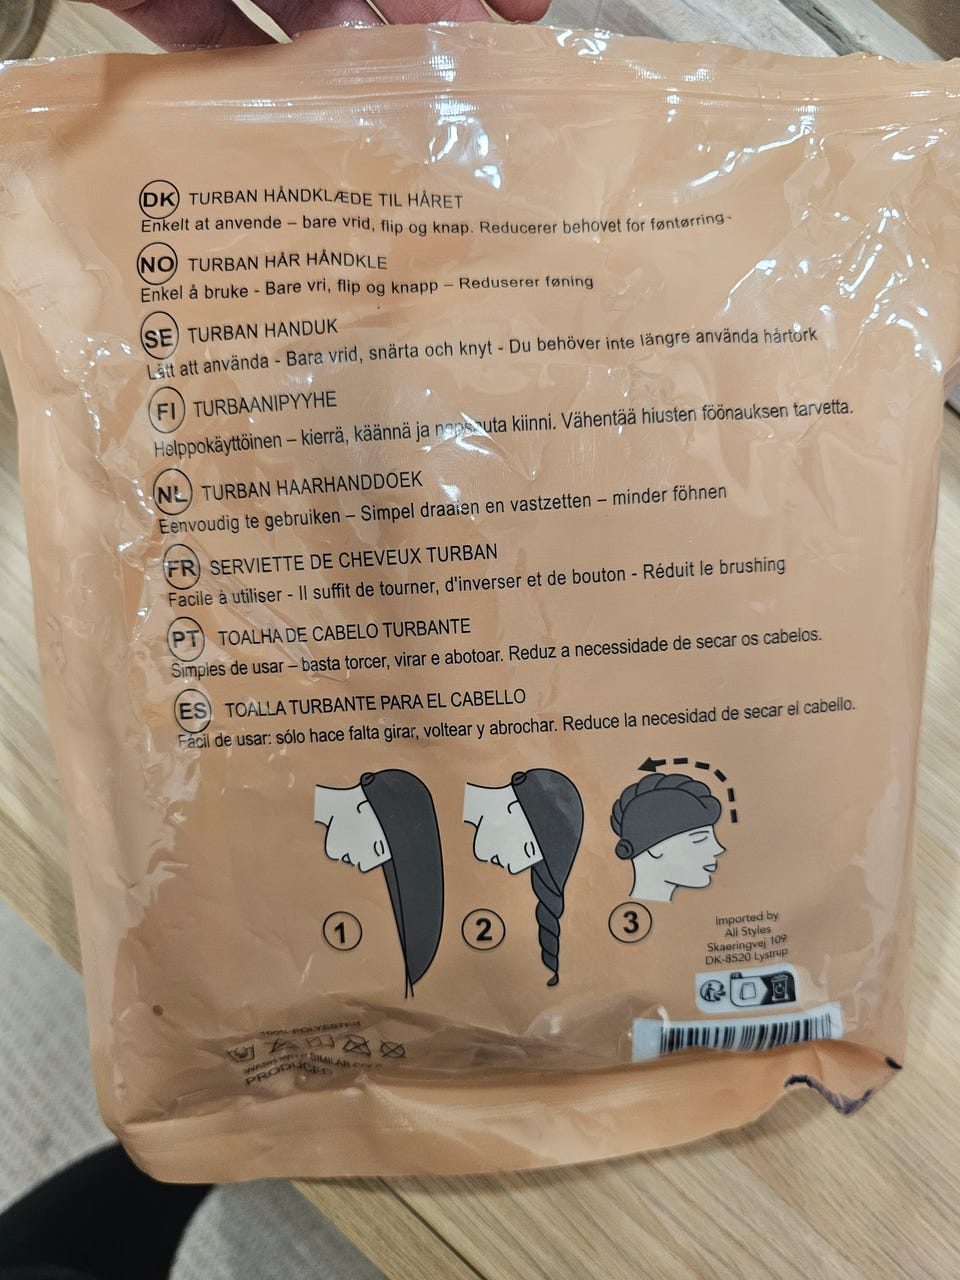 DK TURBAN HÅNDKLÆDE TIL HÅRET
Enkelt at anvende – bare vrid, flip og knap. Reducerer behovet for føntørring-
NO TURBAN HÅR HÅNDKLE
Enkel å bruke - Bare vri, flip og knapp – Reduserer føning
SE TURBAN HANDUK
Lätt att använda - Bara vrid, snärta och knyt - Du behöver inte längre använda hårtork
FI TURBAANIPYYHE
Helppokäyttöinen – kierrä, käännä ja napsauta kiinni. Vähentää hiusten föönauksen tarvetta.
NL TURBAN HAARHANDDOEK
Eenvoudig te gebruiken – Simpel draaien en vastzetten – minder föhnen
FR SERVIETTE DE CHEVEUX TURBAN
Facile à utiliser - Il suffit de tourner, d'inverser et de bouton - Réduit le brushing
PT TOALHA DE CABELO TURBANTE
Simples de usar – basta torcer, virar e abotoar. Reduz a necessidade de secar os cabelos.
ES TOALLA TURBANTE PARA EL CABELLO
Fácil de usar: sólo hace falta girar, voltear y abrochar. Reduce la necesidad de secar el cabello.
1 2 3
Imported by
All Styles
Skaeringvej 109
DK-8520 Lystrup
100% POLYESTER
WASH WITH SIMILAR
PRODUCED